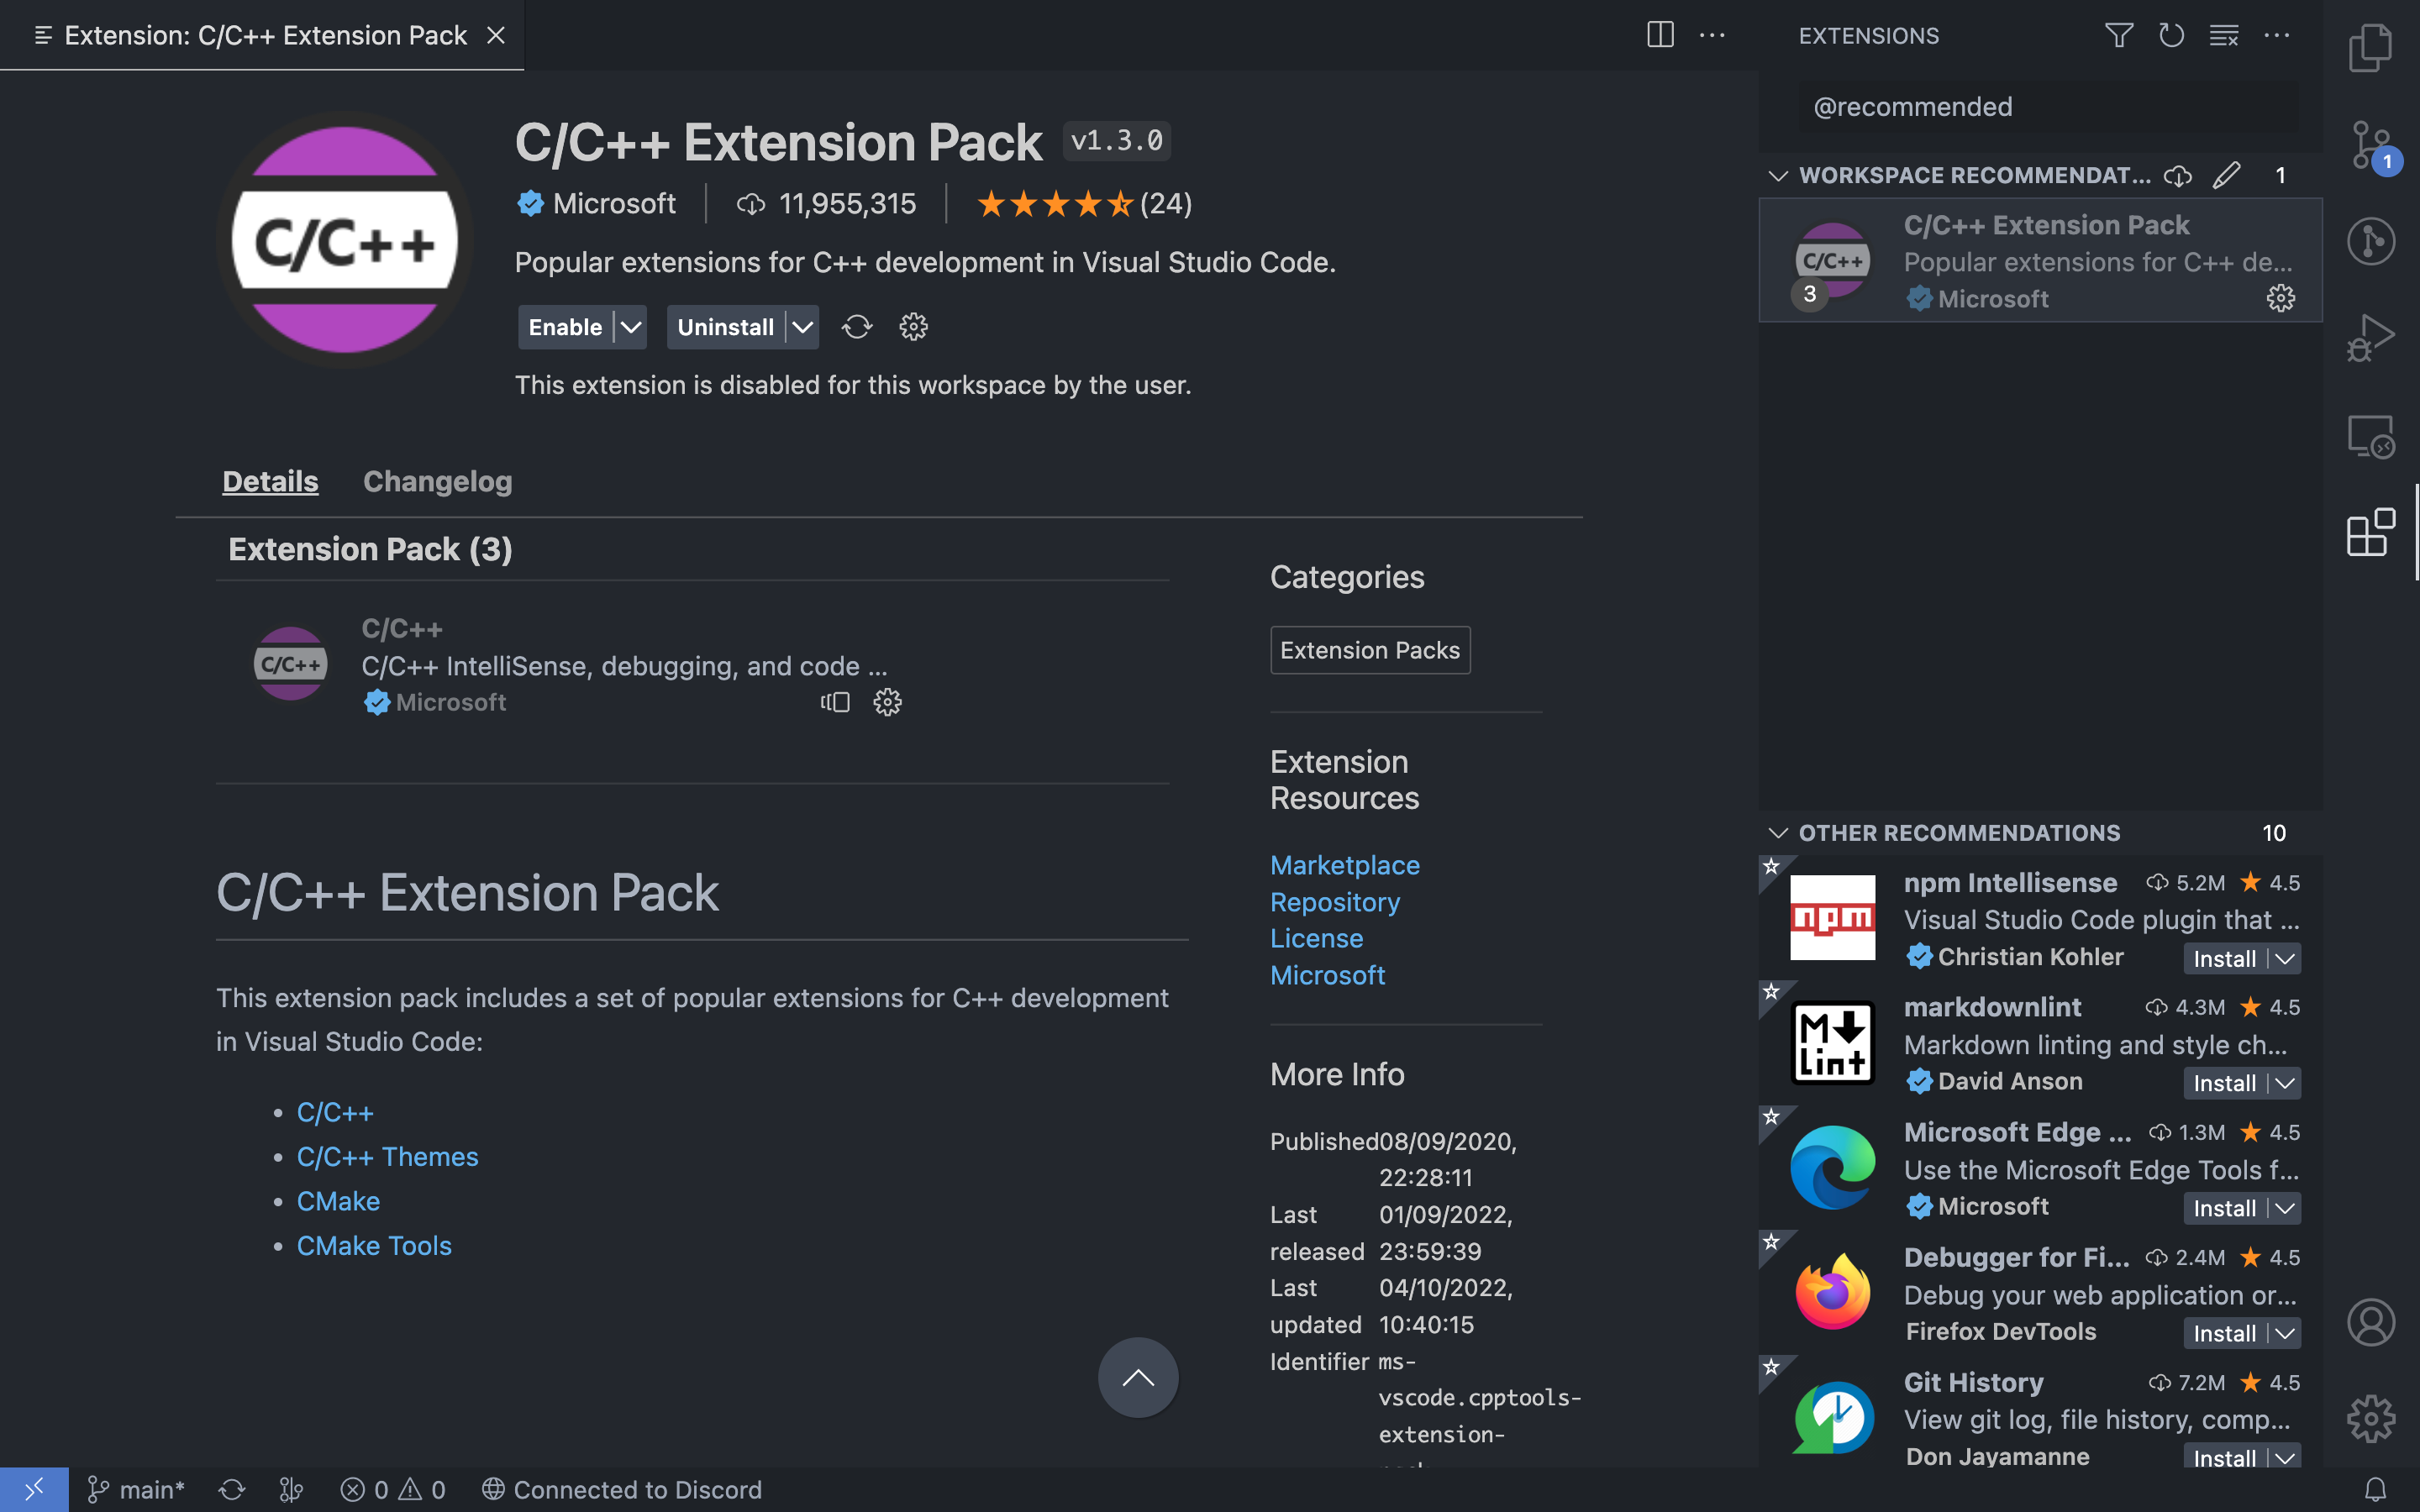 Extension: C/C++ Extension Pack
C/C++
C/C++ Extension Pack v1.3.0
Microsoft 11,955,315 (24)
Popular extensions for C++ development in Visual Studio Code.
Enable Uninstall
This extension is disabled for this workspace by the user.
Details Changelog
Extension Pack (3)
C/C++
C/C++
C/C++ IntelliSense, debugging, and code ...
Microsoft
C/C++ Extension Pack
This extension pack includes a set of popular extensions for C++ development
in Visual Studio Code:
• C/C++
• C/C++ Themes
• CMake
• CMake Tools
Categories
Extension Packs
Extension
Resources
Marketplace
Repository
License
Microsoft
More Info
Published 08/09/2020,
22:28:11
Last 01/09/2022,
released 23:59:39
Last 04/10/2022,
updated 10:40:15
Identifier ms-
vscode.cpptools-
extension-
EXTENSIONS
@recommended
WORKSPACE RECOMMENDAT... 1
C/C++ Extension Pack
C/C++
Popular extensions for C++ de...
3
Microsoft
OTHER RECOMMENDATIONS 10
npm Intellisense 5.2M 4.5
npm
Visual Studio Code plugin that ...
Christian Kohler Install
markdownlint 4.3M 4.5
M
Lint
Markdown linting and style ch...
David Anson Install
Microsoft Edge ... 1.3M 4.5
Use the Microsoft Edge Tools f...
Microsoft Install
Debugger for Fi... 2.4M 4.5
Debug your web application or...
Firefox DevTools Install
Git History 7.2M 4.5
View git log, file history, comp...
Don Jayamanne Install
1
main* 0 0 Connected to Discord